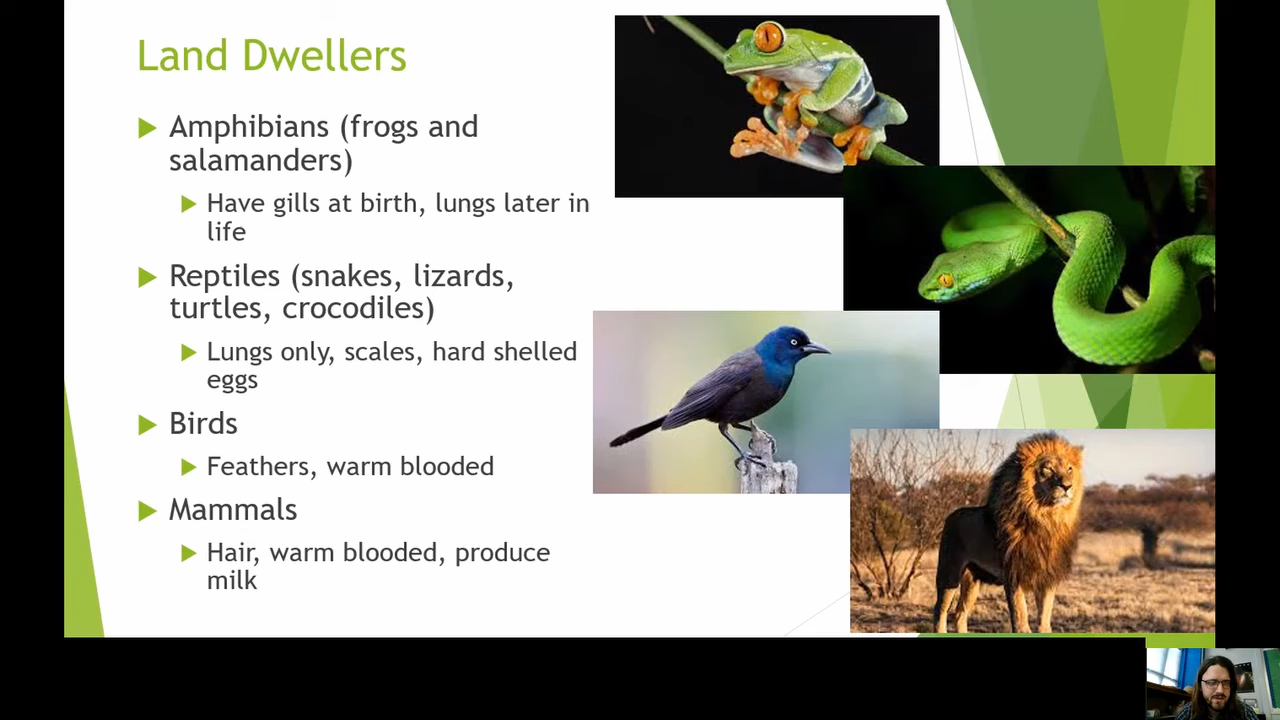 Land Dwellers
Amphibians (frogs and
salamanders)
Have gills at birth, lungs later in
life
Reptiles (snakes, lizards,
turtles, crocodiles)
Lungs only, scales, hard shelled
eggs
Birds
Feathers, warm blooded
Mammals
Hair, warm blooded, produce
milk